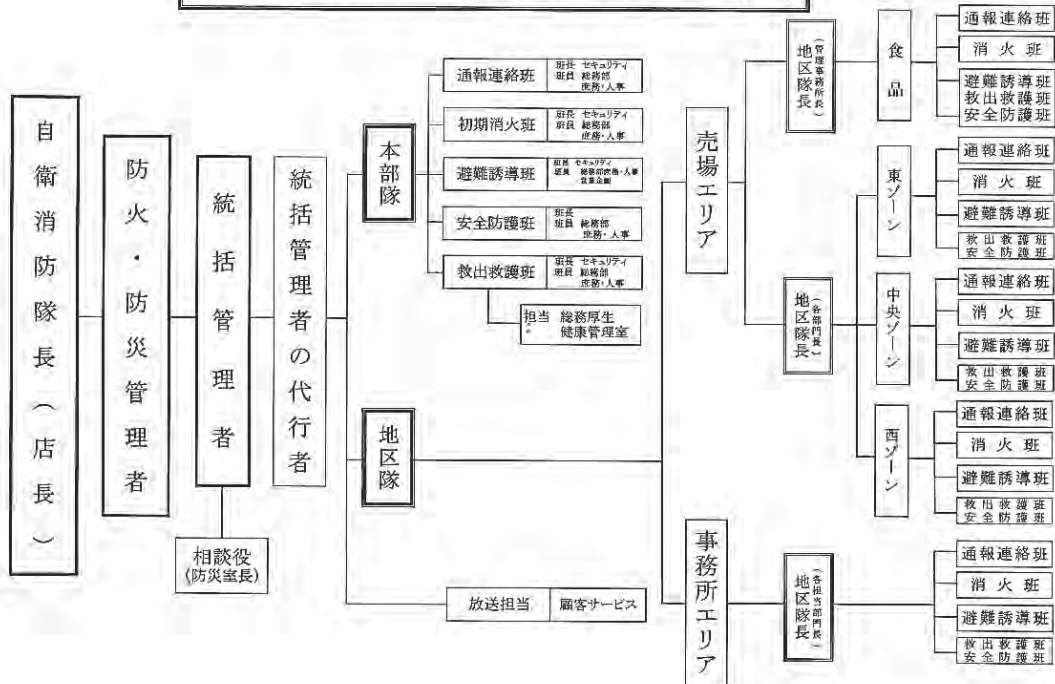 自衛消防隊長（店長）
防火・防災管理者
統括管理者
相談役
(防災室長)
統括管理者の代行者
本部隊
通報連絡班
班長 セキュリティ
班員 総務部
庶務・人事
初期消火班
班長 セキュリティ
班員 総務部
庶務・人事
避難誘導班
班長 セキュリティ
班員 総務部庶務・人事
営業企画
安全防護班
班長
班員 総務部
庶務・人事
救出救護班
班長 セキュリティ
班員 総務部
庶務・人事
担当 総務厚生
〃 健康管理室
地区隊
放送担当
顧客サービス
売場エリア
地区隊長
（管理事務所長）
食品
通報連絡班
消火班
避難誘導班
救出救護班
安全防護班
地区隊長
（各部門長）
東ゾーン
通報連絡班
消火班
避難誘導班
救出救護班
安全防護班
中央ゾーン
通報連絡班
消火班
避難誘導班
救出救護班
安全防護班
西ゾーン
通報連絡班
消火班
避難誘導班
救出救護班
安全防護班
事務所エリア
地区隊長
（各担当部門長）
通報連絡班
消火班
避難誘導班
救出救護班
安全防護班